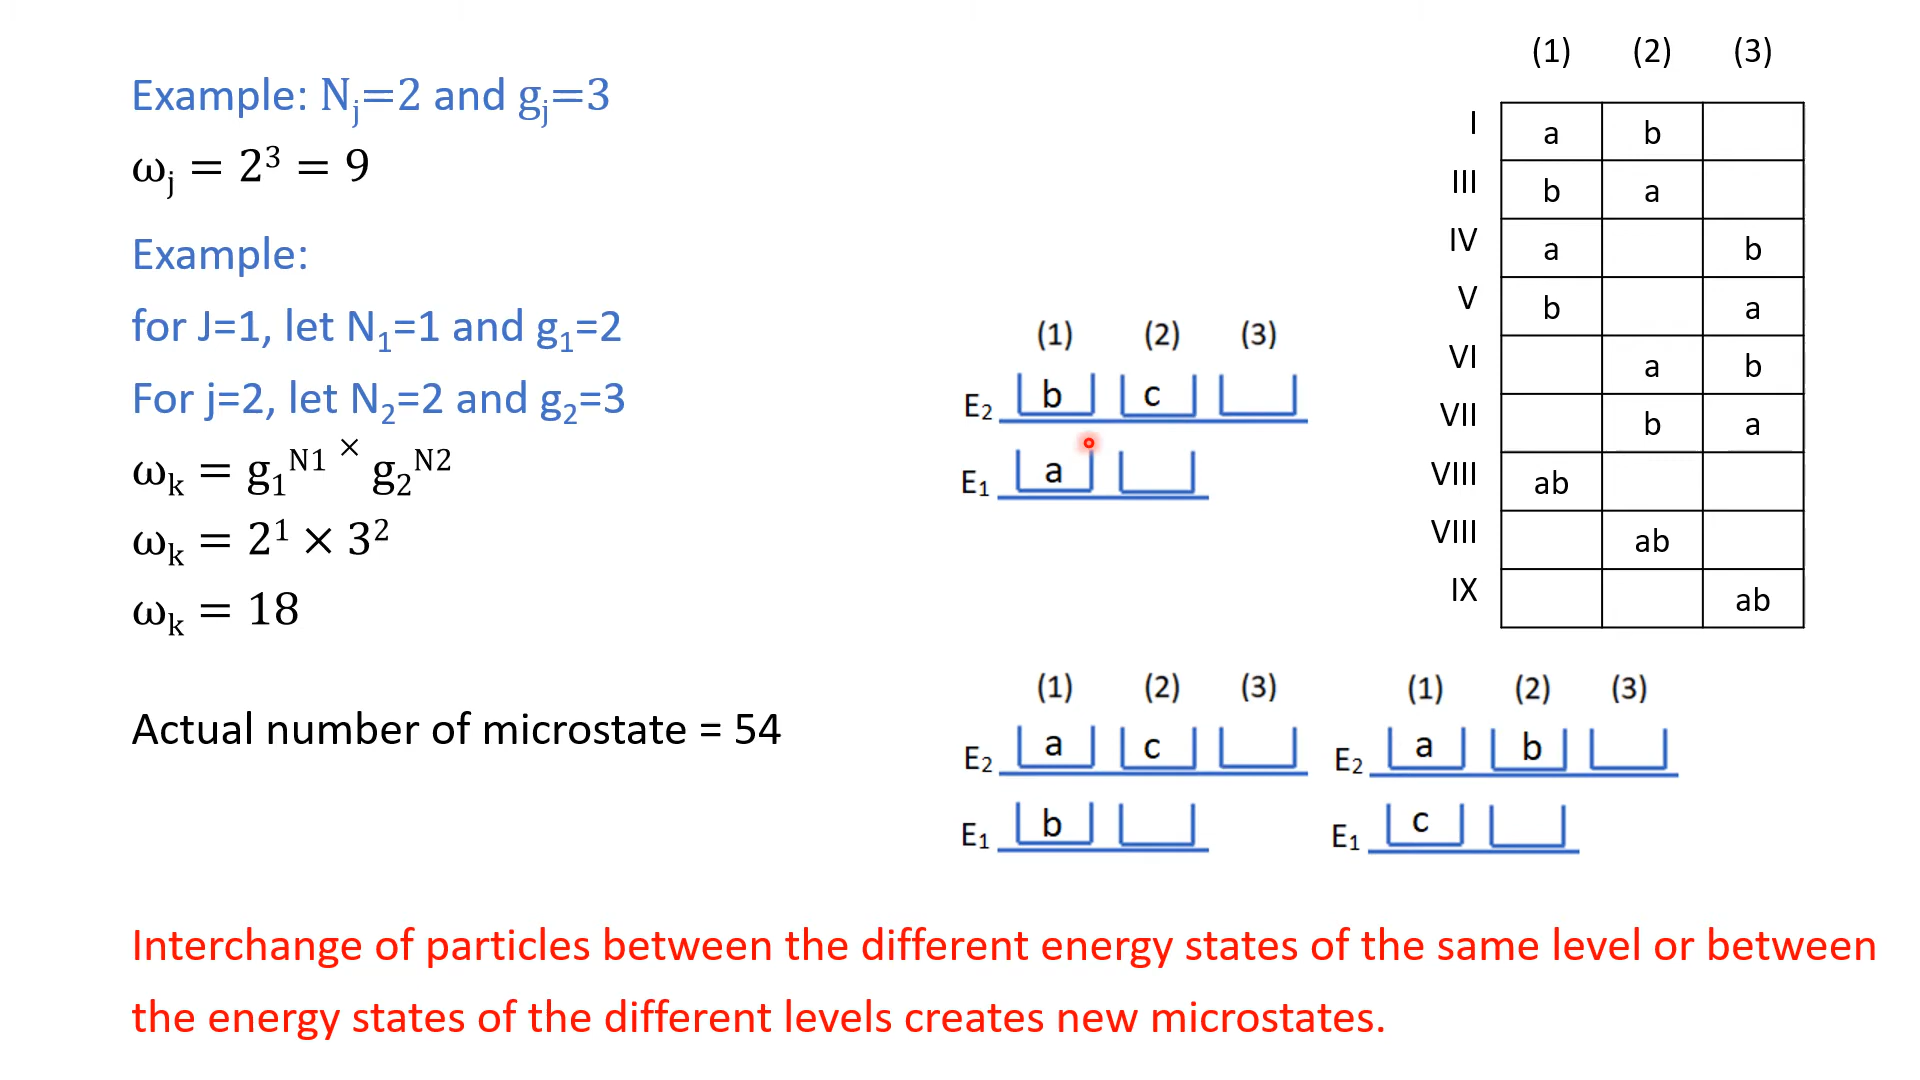 Example: Nj=2 and gj=3
ωj = 2³ = 9
Example:
for J=1, let N₁=1 and g₁=2
For j=2, let N₂=2 and g₂=3
ωk = g₁ᴺ¹ × g₂ᴺ²
ωk = 2¹ × 3²
ωk = 18
Actual number of microstate = 54
(1) (2) (3)
E₂ b c
E₁ a
(1) (2) (3)
I a b
III b a
IV a b
V b a
VI a b
VII b a
VIII ab
VIII ab
IX ab
(1) (2) (3)
E₂ a c
E₁ b
(1) (2) (3)
E₂ a b
E₁ c
Interchange of particles between the different energy states of the same level or between
the energy states of the different levels creates new microstates.